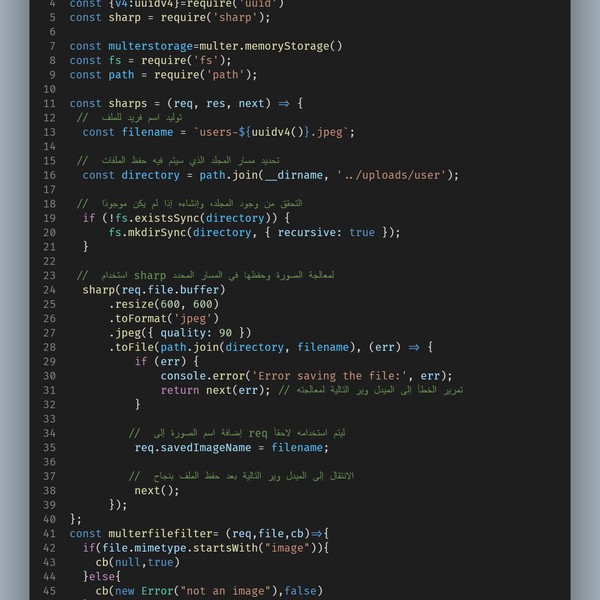 4 const {v4:uuidv4}=require('uuid')
5 const sharp = require('sharp');
6
7 const multerstorage=multer.memoryStorage()
8 const fs = require('fs');
9 const path = require('path');
10
11 const sharps = (req, res, next) => {
12 // توليد اسم فريد للملف
13 const filename = `users-${uuidv4()}.jpeg`;
14
15 // تحديد مسار المجلد الذي سيتم فيه حفظ الملفات
16 const directory = path.join(__dirname, '../uploads/user');
17
18 // التحقق من وجود المجلد، وإنشاءه إذا لم يكن موجودًا
19 if (!fs.existsSync(directory)) {
20 fs.mkdirSync(directory, { recursive: true });
21 }
22
23 // استخدام sharp لمعالجة الصورة وحفظها في المسار المحدد
24 sharp(req.file.buffer)
25 .resize(600, 600)
26 .toFormat('jpeg')
27 .jpeg({ quality: 90 })
28 .toFile(path.join(directory, filename), (err) => {
29 if (err) {
30 console.error('Error saving the file:', err);
31 return next(err); // تمرير الخطأ إلى الميدل وير التالية لمعالجته
32 }
33
34 // إضافة اسم الصورة إلى req ليتم استخدامه لاحقاً
35 req.savedImageName = filename;
36
37 // الانتقال إلى الميدل وير التالية بعد حفظ الملف بنجاح
38 next();
39 });
40 };
41 const multerfilefilter= (req,file,cb)=>{
42 if(file.mimetype.startsWith("image")){
43 cb(null,true)
44 }else{
45 cb(new Error("not an image"),false)